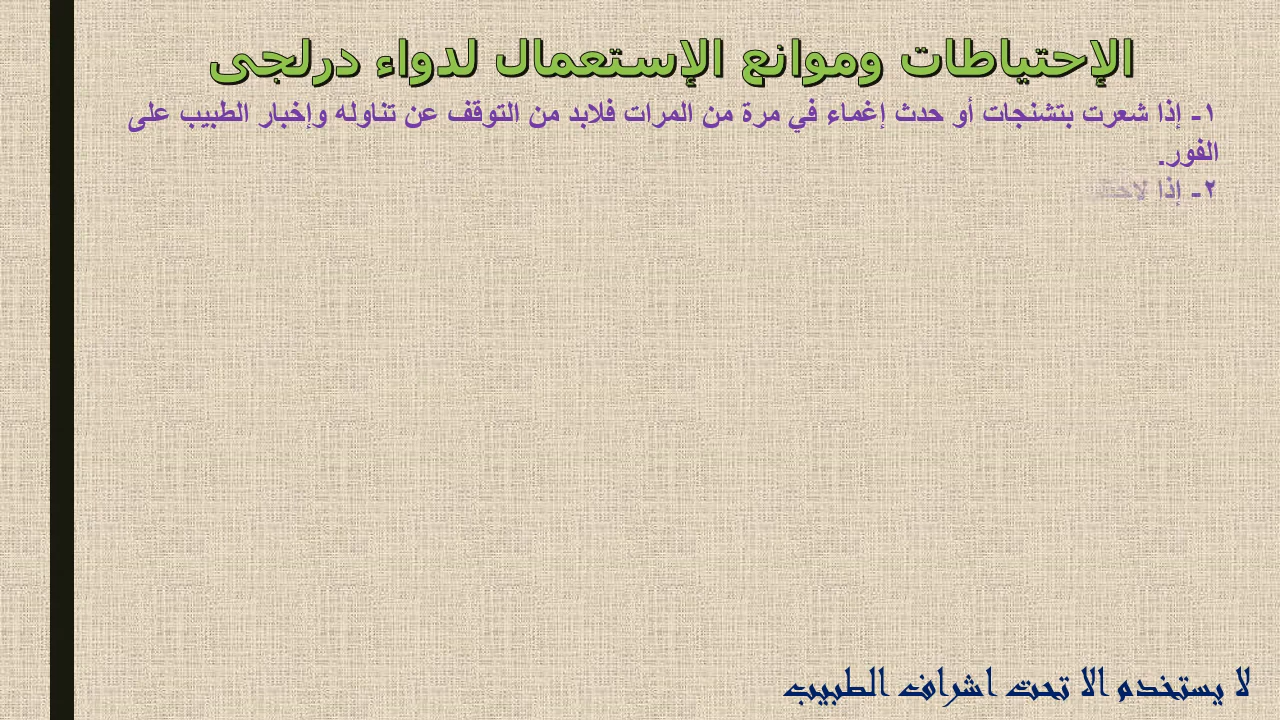 الإحتياطات وموانع الإستعمال لدواء درلجى
١- إذا شعرت بتشنجات أو حدث إغماء في مرة من المرات فلابد من التوقف عن تناوله وإخبار الطبيب على
الفور.
٢- إذا
لا يستخدم الا تحت اشراف الطبيب